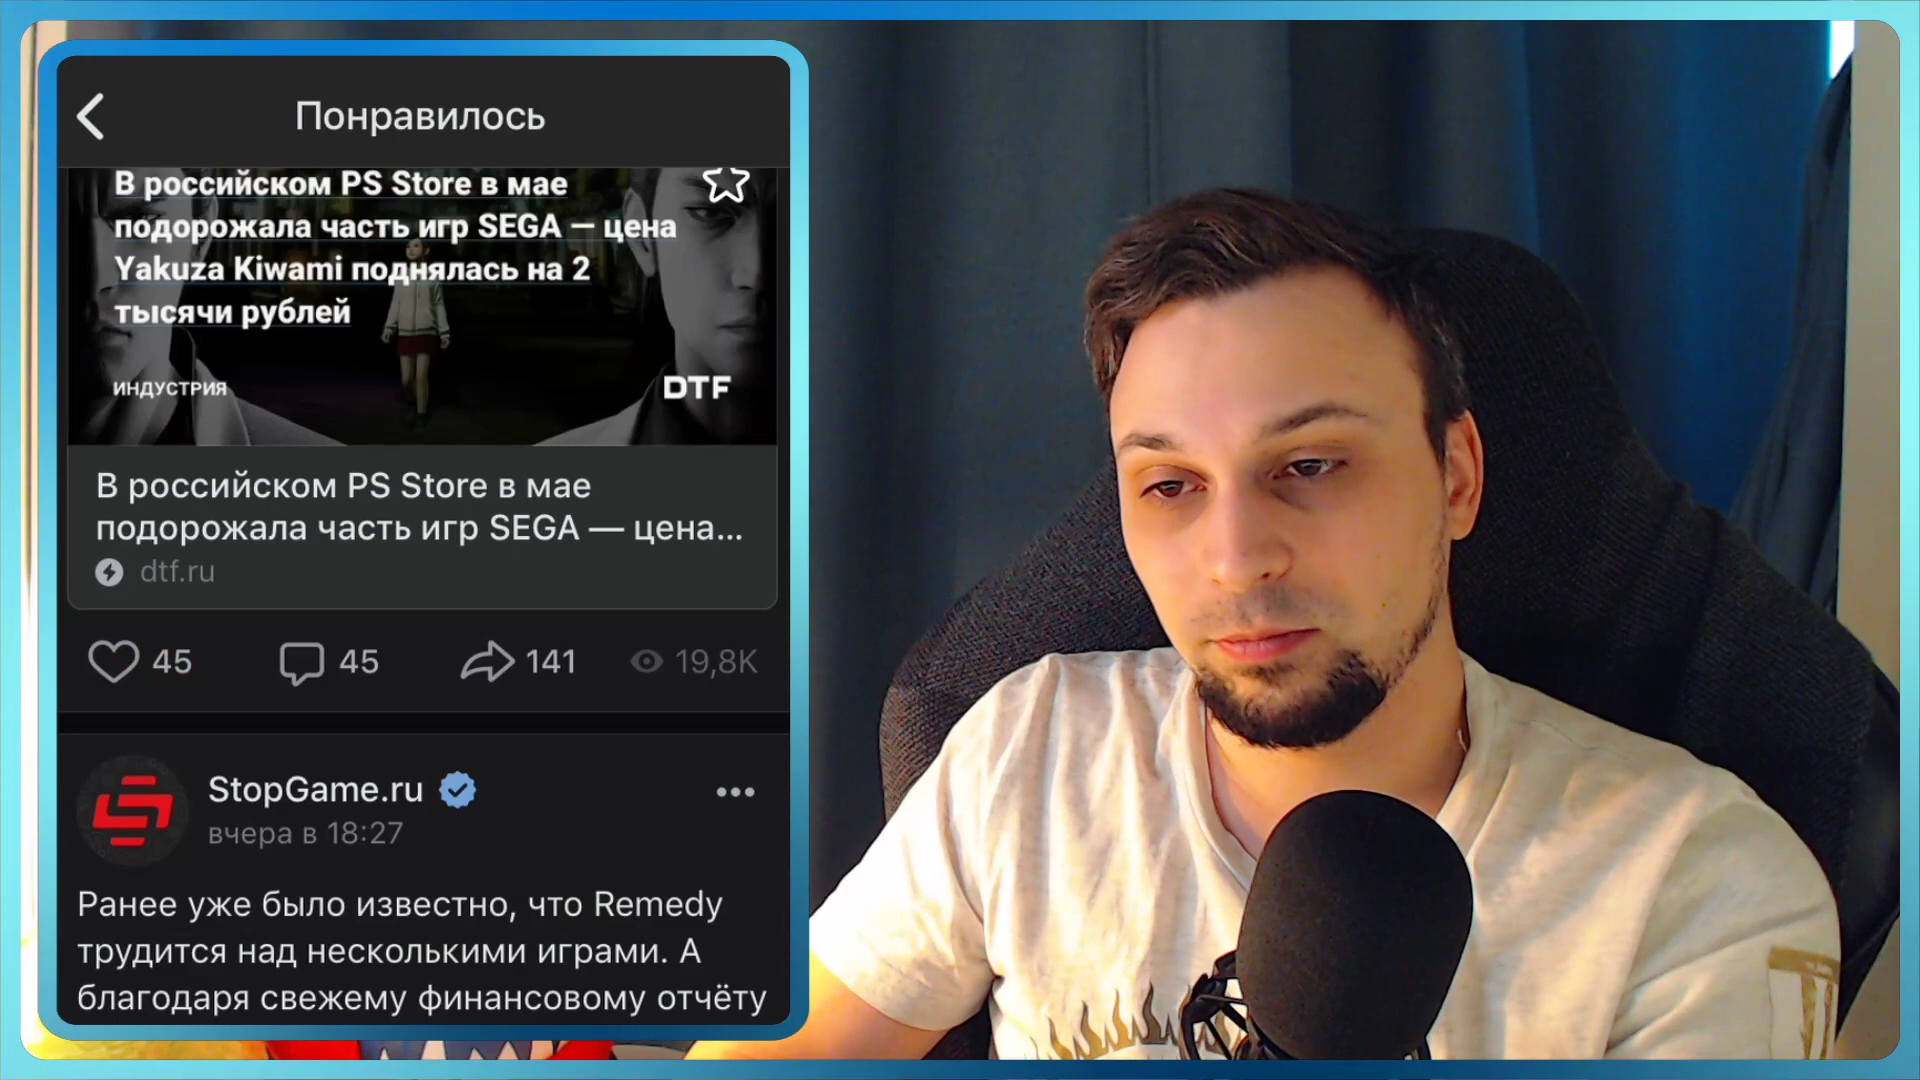 Понравилось
В российском PS Store в мае
подорожала часть игр SEGA — цена
Yakuza Kiwami поднялась на 2
тысячи рублей
ИНДУСТРИЯ
DTF
В российском PS Store в мае
подорожала часть игр SEGA — цена...
dtf.ru
45
45
141
19,8K
StopGame.ru
вчера в 18:27
Ранее уже было известно, что Remedy
трудится над несколькими играми. А
благодаря свежему финансовому отчёту